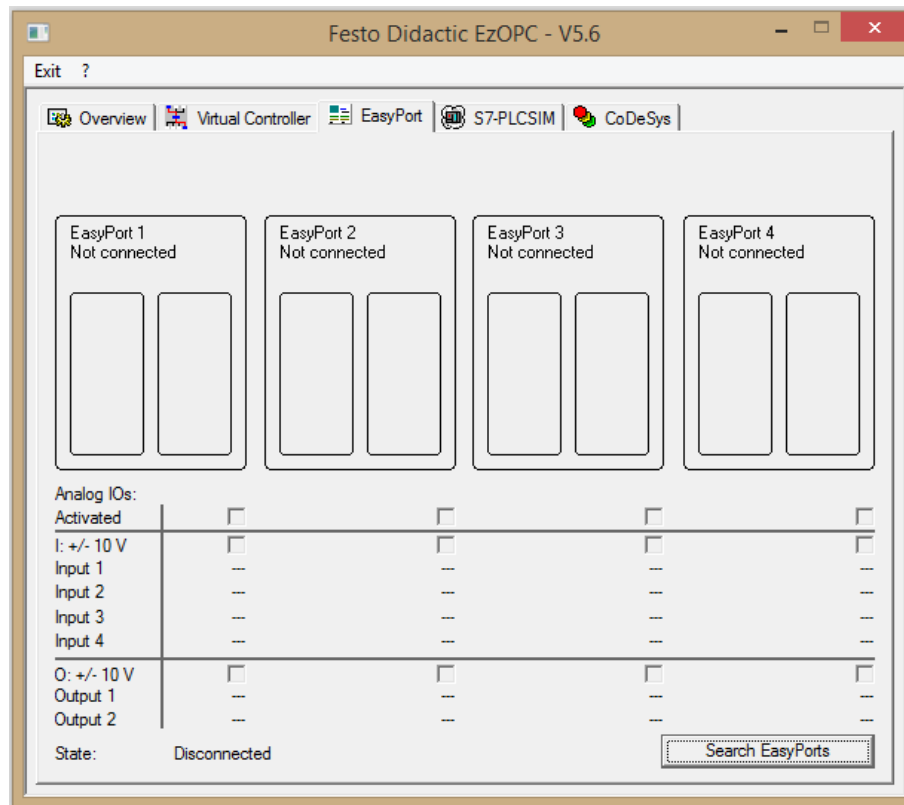 Festo Didactic EzOPC - V5.6
Exit ?
Overview Virtual Controller EasyPort S7-PLCSIM CoDeSys
EasyPort 1 EasyPort 2 EasyPort 3 EasyPort 4
Not connected Not connected Not connected Not connected
Analog IOs:
Activated
I: +/- 10 V
Input 1 --- --- --- ---
Input 2 --- --- --- ---
Input 3 --- --- --- ---
Input 4 --- --- --- ---
O: +/- 10 V
Output 1 --- --- --- ---
Output 2 --- --- --- ---
State: Disconnected Search EasyPorts